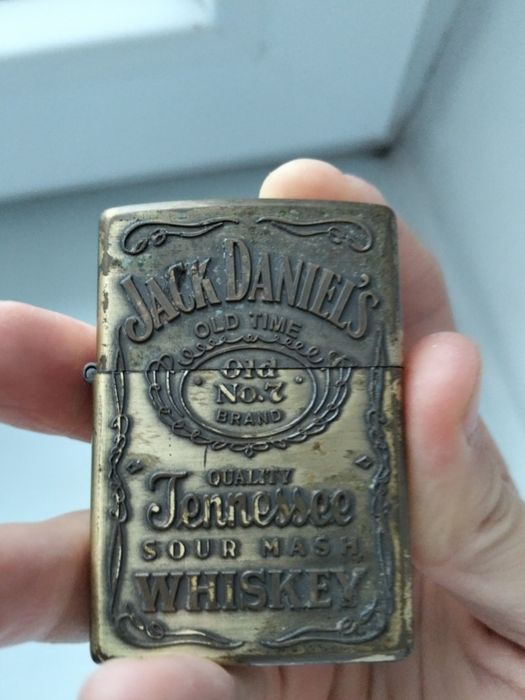 JACK DANIEL'S
OLD TIME
Old
No.7
BRAND
QUALITY
Tennessee
SOUR MASH
WHISKEY